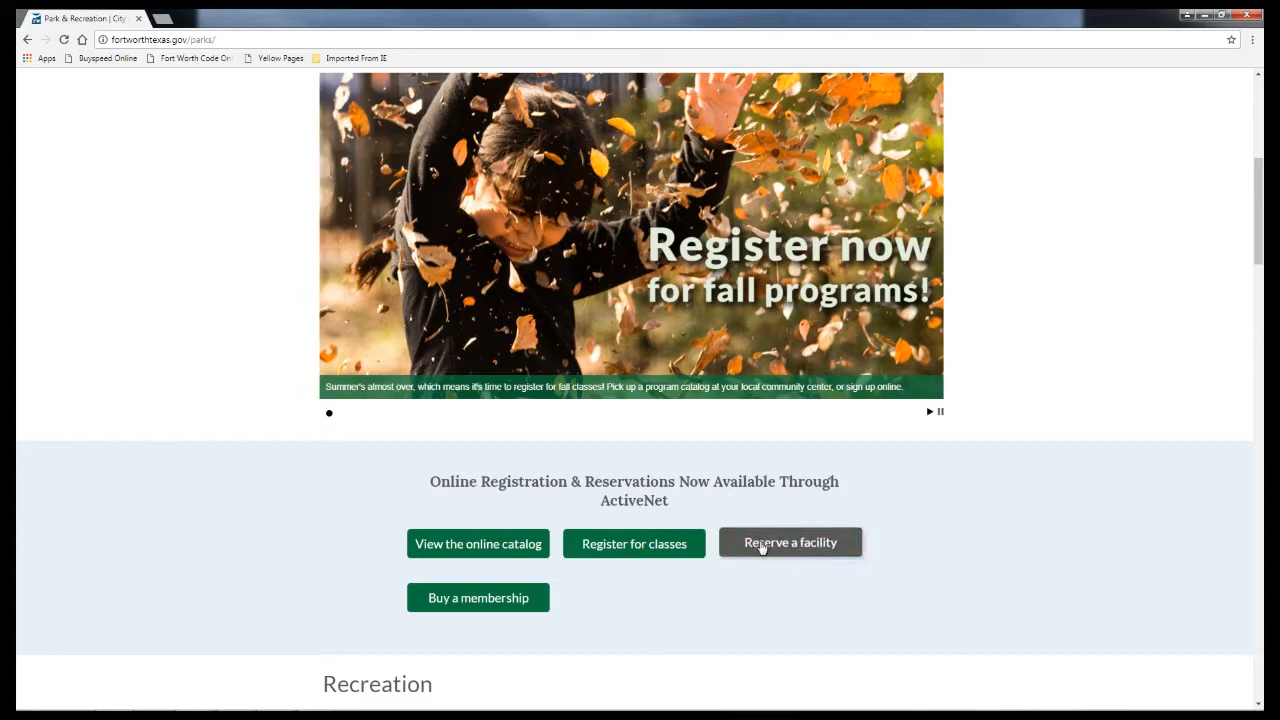 Park & Recreation | City
fortworthtexas.gov/parks/
Apps Buyspeed Online Fort Worth Code On Yellow Pages Imported From IE
Register now
for fall programs!
Summer's almost over, which means it's time to register for fall classes! Pick up a program catalog at your local community center, or sign up online.
Online Registration & Reservations Now Available Through
ActiveNet
View the online catalog Register for classes Reserve a facility
Buy a membership
Recreation